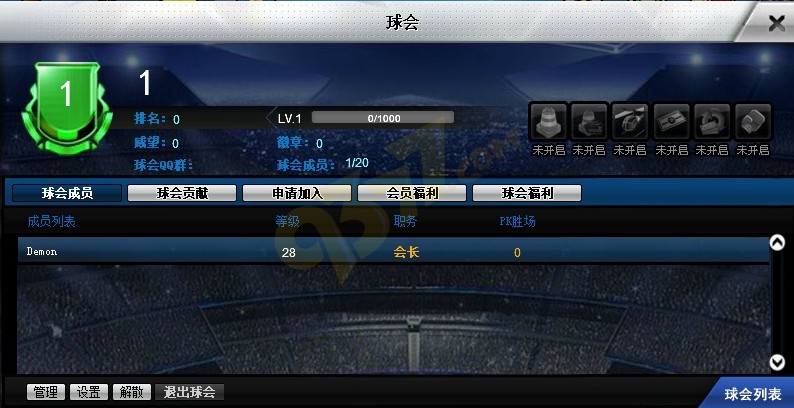 球会
1
1
排名：0
LV.1
0/1000
威望：0
徽章：0
球会QQ群：
球会成员：1/20
未开启 未开启 未开启 未开启 未开启 未开启
球会成员 球会贡献 申请加入 会员福利 球会福利
成员列表 等级 职务 PK胜场
Demon 28 会长 0
管理 设置 解散 退出球会
球会列表
9377.COM